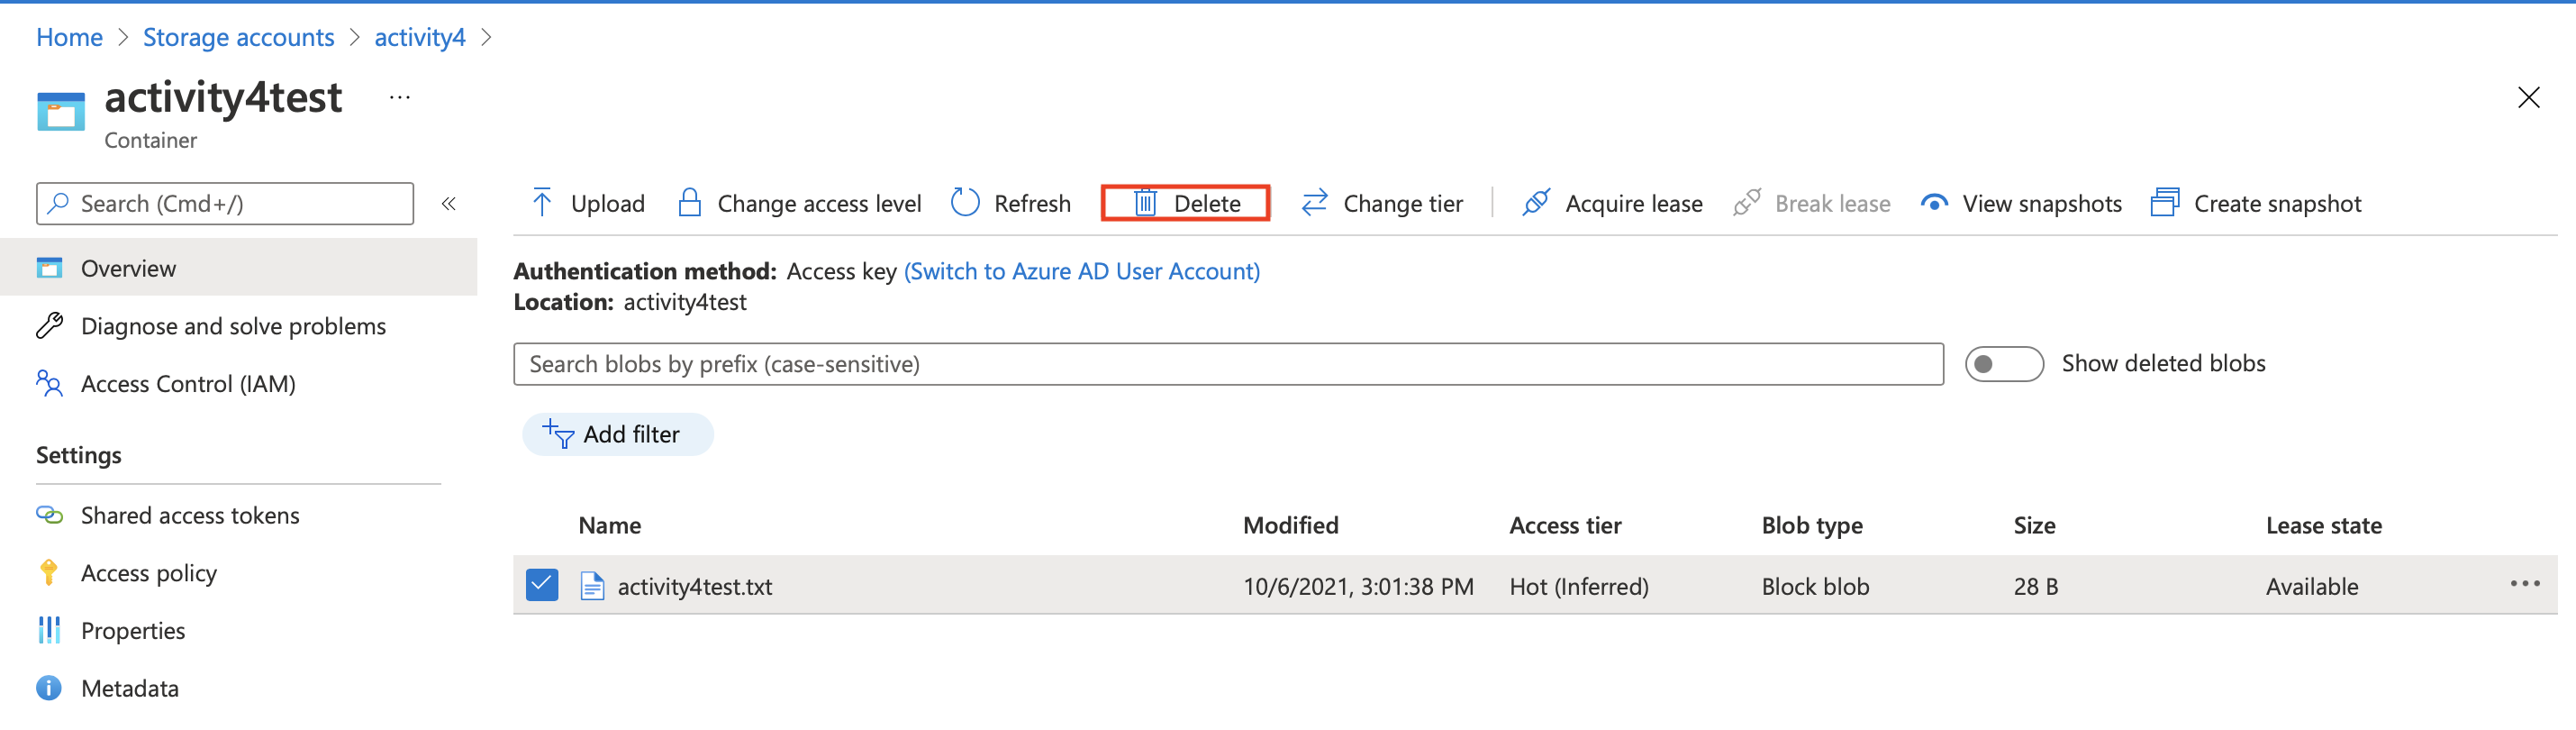 Home > Storage accounts > activity4 >
activity4test ...
Container
Search (Cmd+/) «
Upload Change access level Refresh Delete Change tier Acquire lease Break lease View snapshots Create snapshot
Overview
Diagnose and solve problems
Access Control (IAM)
Settings
Shared access tokens
Access policy
Properties
Metadata
Authentication method: Access key (Switch to Azure AD User Account)
Location: activity4test
Search blobs by prefix (case-sensitive) Show deleted blobs
Add filter
Name Modified Access tier Blob type Size Lease state
activity4test.txt 10/6/2021, 3:01:38 PM Hot (Inferred) Block blob 28 B Available ...